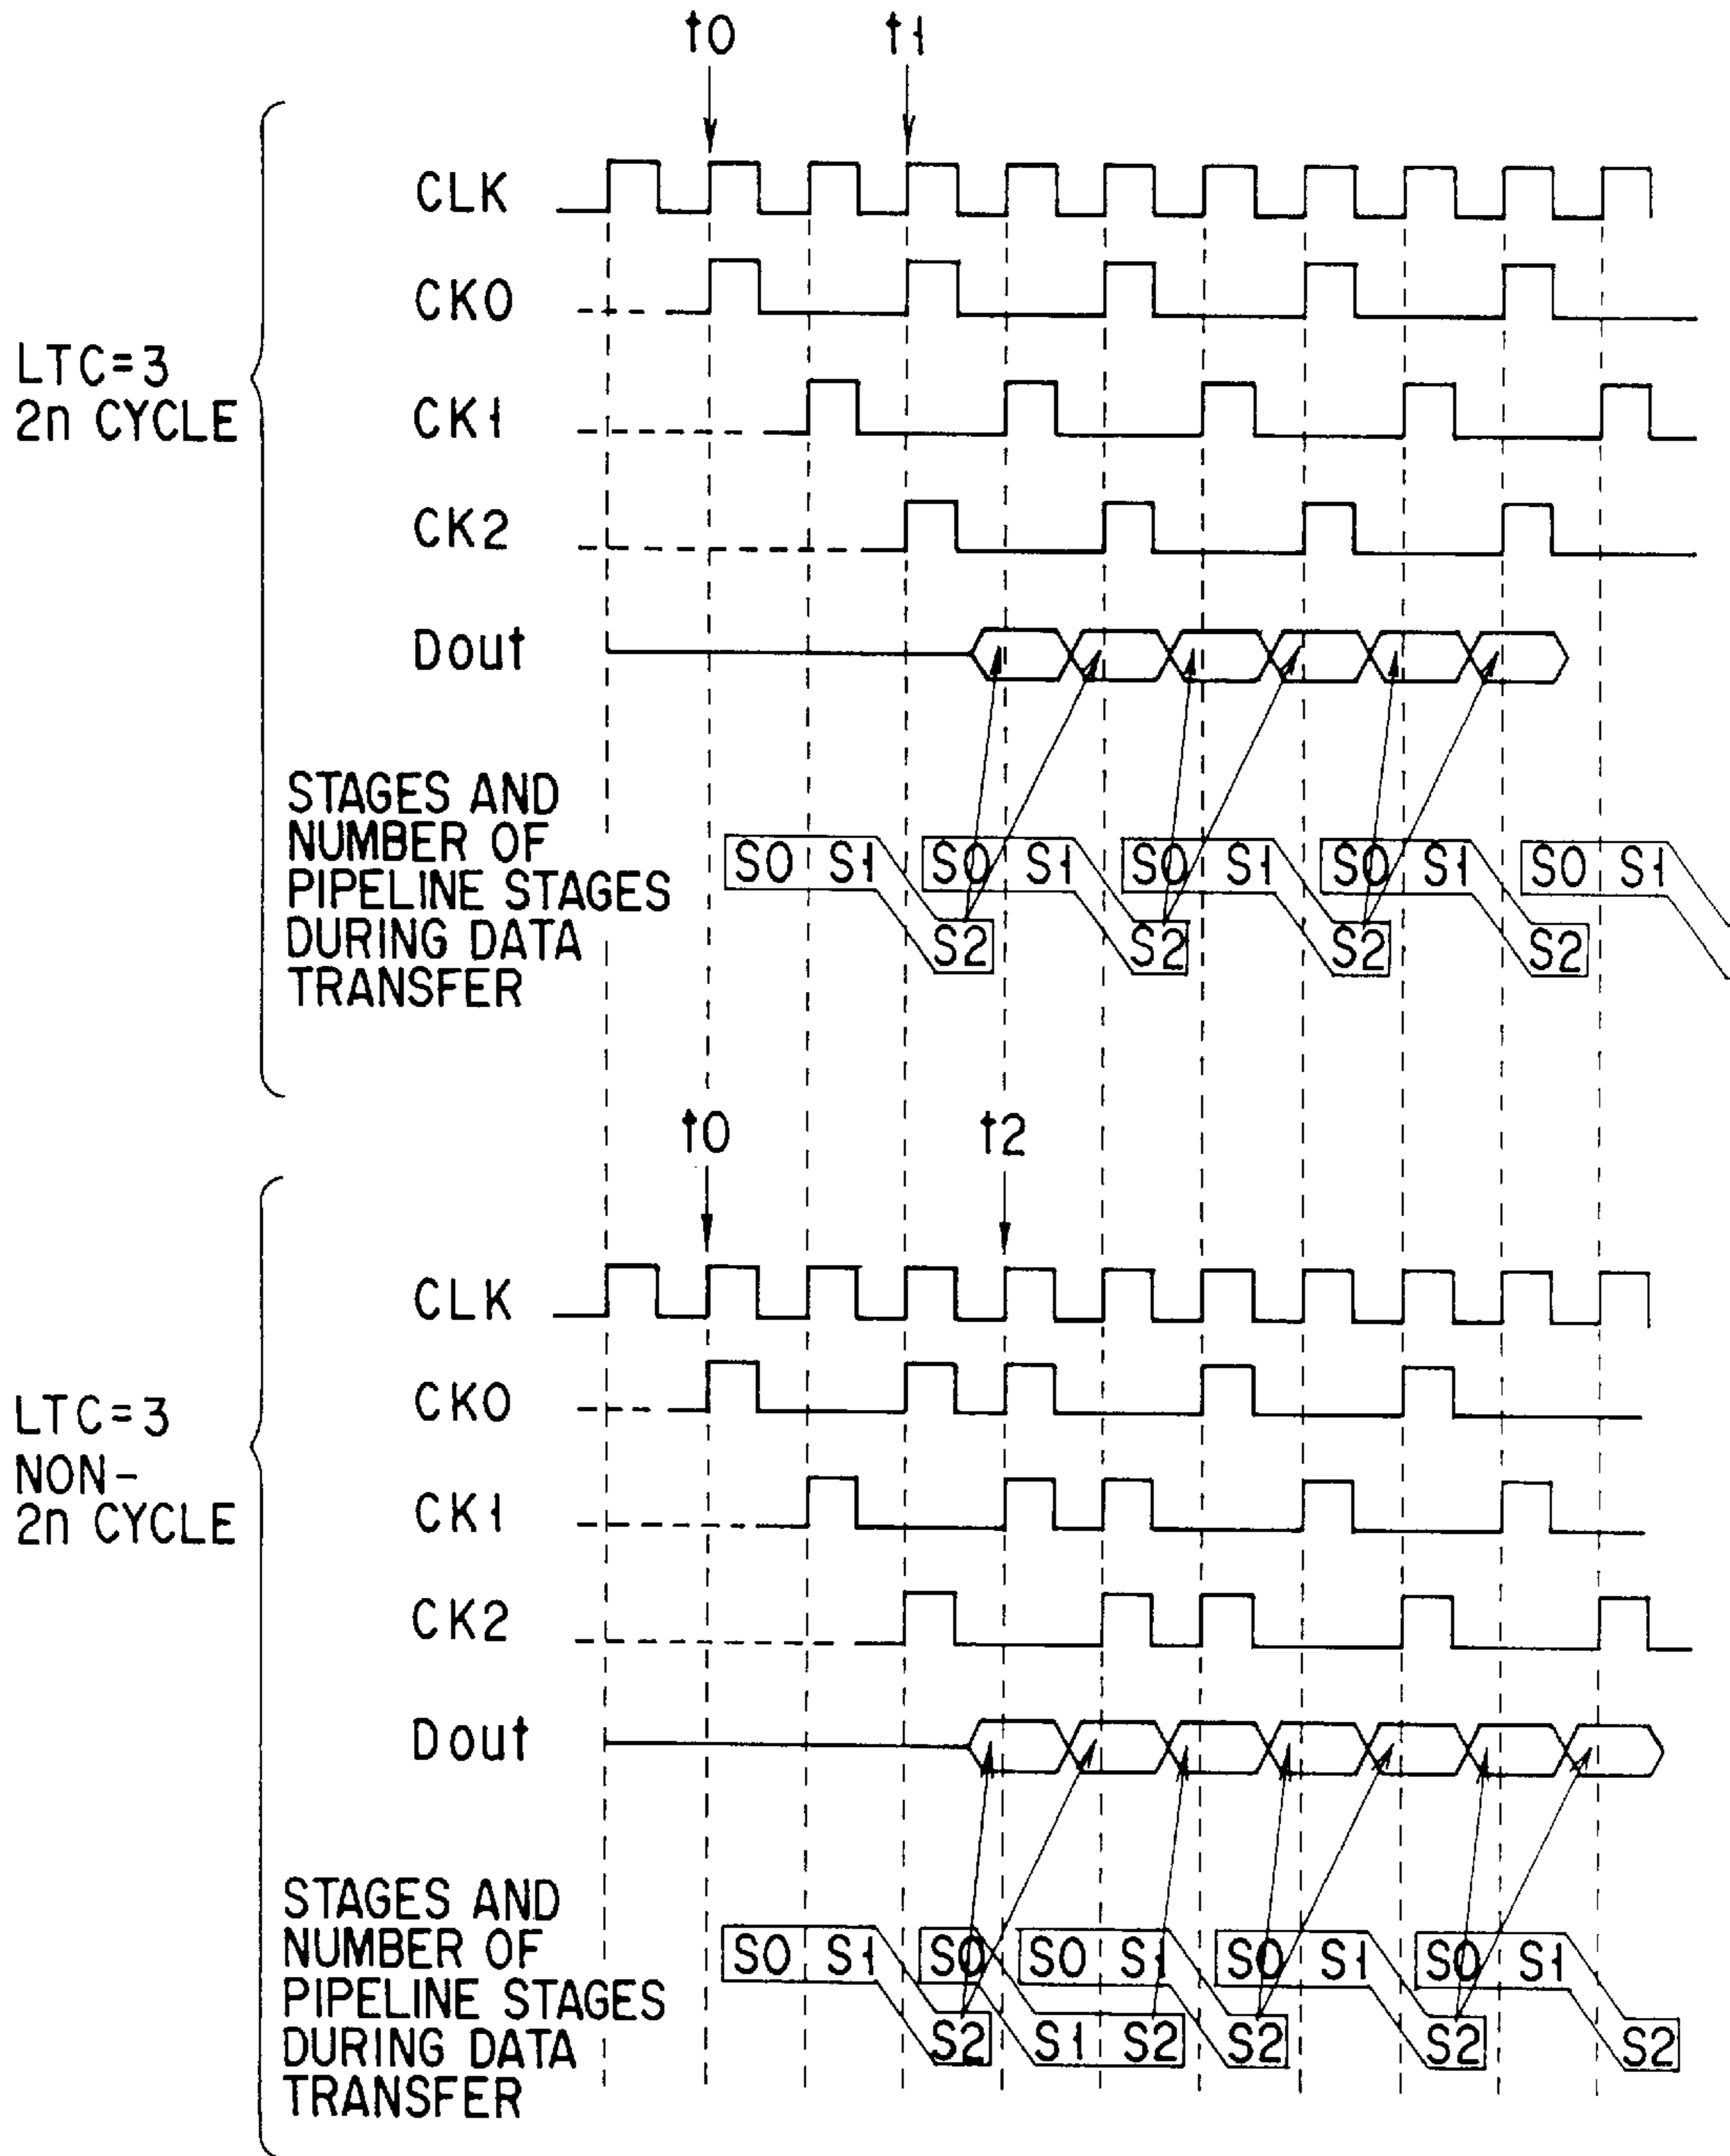 t0 t1
CLK
CK0
LTC=3
2n CYCLE
CK1
CK2
Dout
STAGES AND
NUMBER OF
PIPELINE STAGES
DURING DATA
TRANSFER
S0 S1 S0 S1 S0 S1 S0 S1 S0 S1
S2 S2 S2 S2
t0 t2
CLK
CK0
LTC=3
NON-
2n CYCLE
CK1
CK2
Dout
STAGES AND
NUMBER OF
PIPELINE STAGES
DURING DATA
TRANSFER
S0 S1 S0 S0 S1 S0 S1 S0 S1
S2 S1 S2 S2 S2 S2